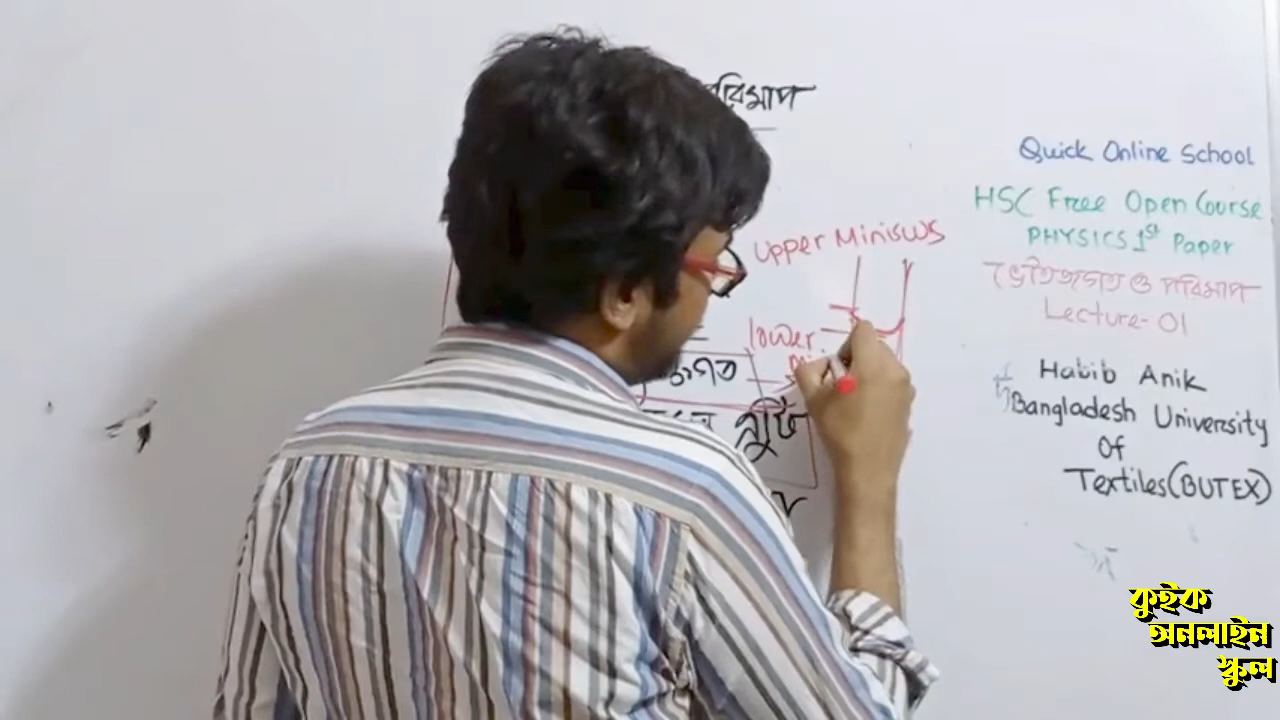 পরিমাপ
Upper Minisws
lower
ত্রুটি
Quick Online School
HSC Free Open Course
PHYSICS 1st Paper
ভৌতজগত ও পরিমাপ
Lecture-01
Habib Anik
Bangladesh University
Of
Textiles(BUTEX)
কুইক
অনলাইন
স্কুল